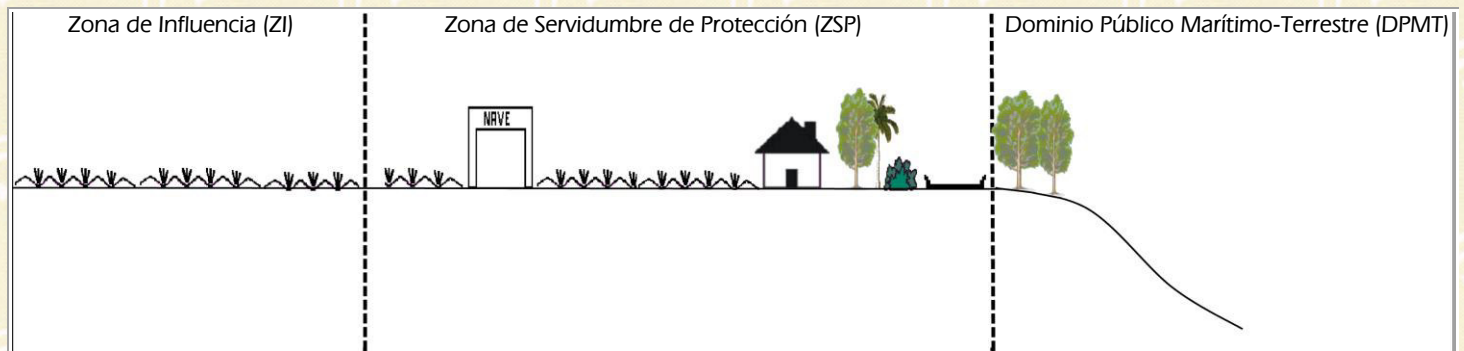 Zona de Influencia (ZI)
Zona de Servidumbre de Protección (ZSP)
Dominio Público Marítimo-Terrestre (DPMT)
NAVE